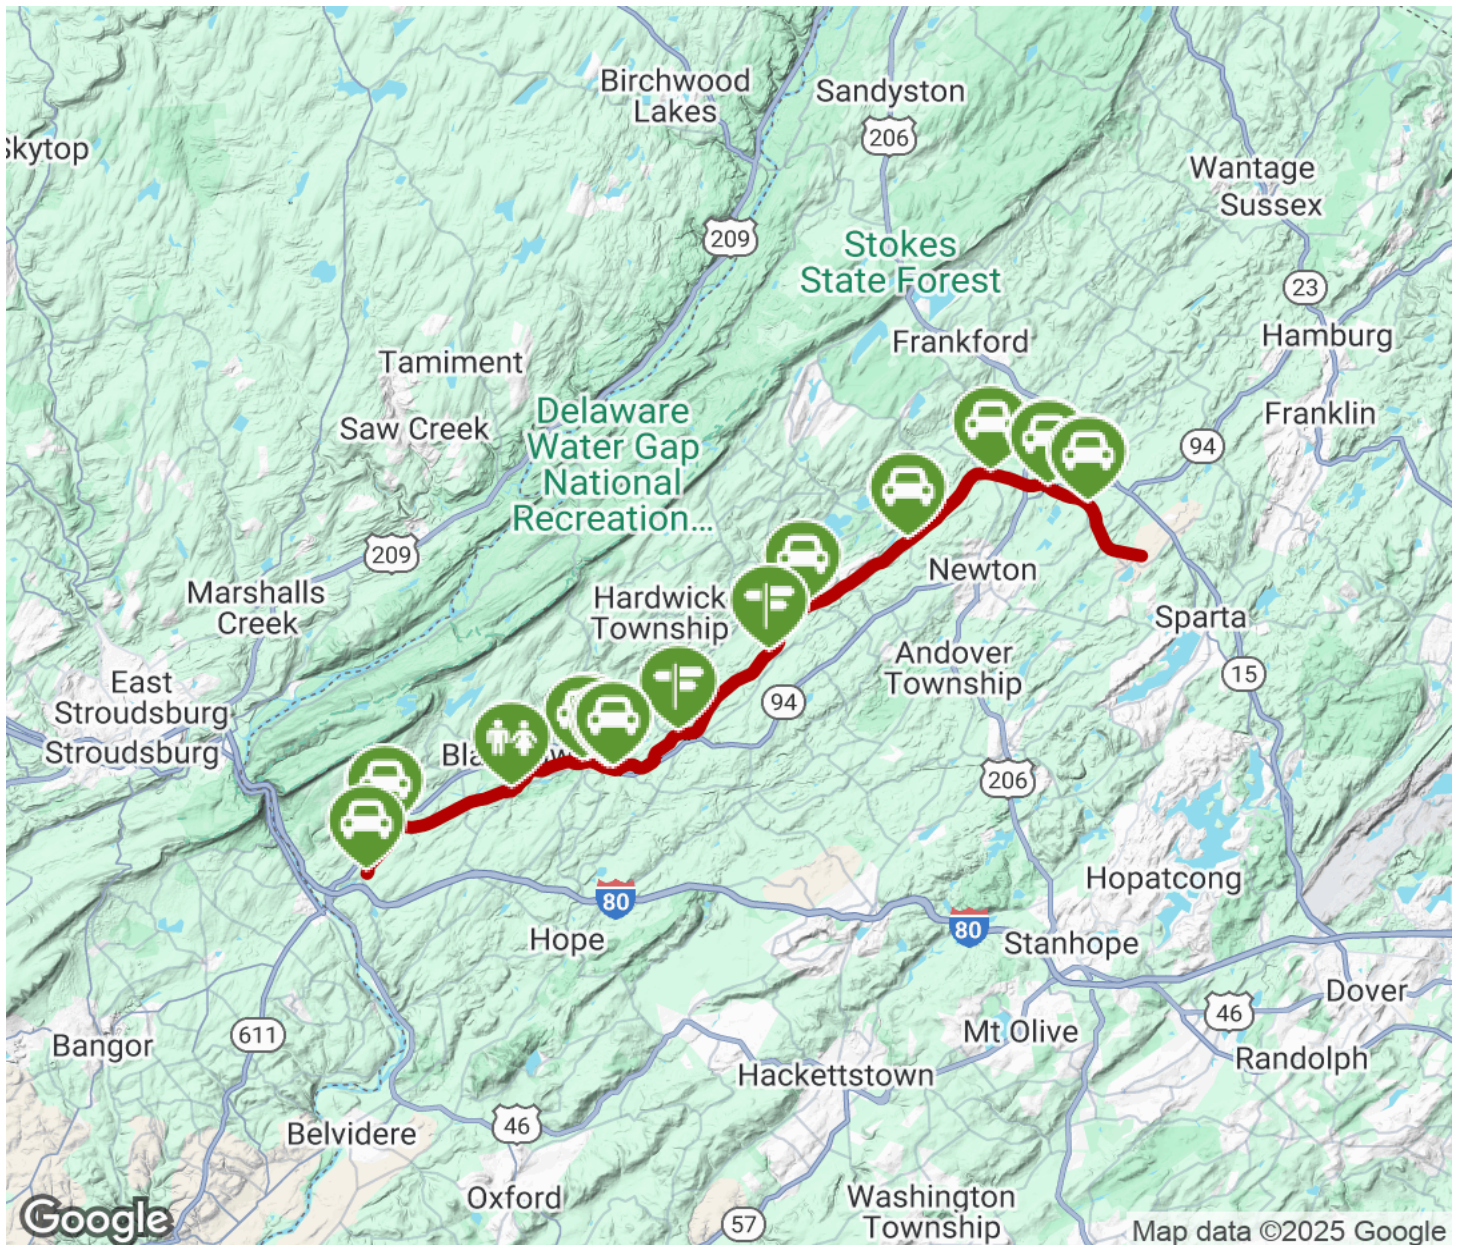 Birchwood
Lakes
Sandyston
206
Skytop
Wantage
Sussex
209
Stokes
State Forest
23
Frankford
Hamburg
Tamiment
Saw Creek
Delaware
Water Gap
National
Recreation...
Franklin
94
209
Newton
Marshalls
Creek
Hardwick
Township
Sparta
Andover
Township
15
East
Stroudsburg
Stroudsburg
94
206
Hopatcong
80
80
Hope
Stanhope
Dover
46
611
Bangor
Mt Olive
Randolph
Hackettstown
46
Belvidere
Oxford
Washington
Township
57
Google
Map data ©2025 Google